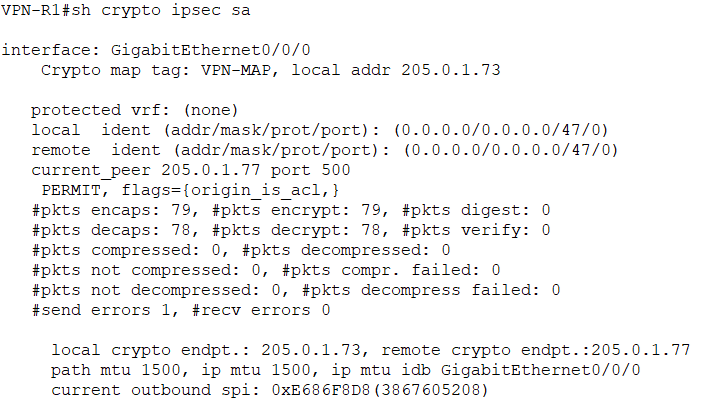 VPN-R1#sh crypto ipsec sa
interface: GigabitEthernet0/0/0
Crypto map tag: VPN-MAP, local addr 205.0.1.73
protected vrf: (none)
local  ident (addr/mask/prot/port): (0.0.0.0/0.0.0.0/47/0)
remote  ident (addr/mask/prot/port): (0.0.0.0/0.0.0.0/47/0)
current_peer 205.0.1.77 port 500
PERMIT, flags={origin_is_acl,}
#pkts encaps: 79, #pkts encrypt: 79, #pkts digest: 0
#pkts decaps: 78, #pkts decrypt: 78, #pkts verify: 0
#pkts compressed: 0, #pkts decompressed: 0
#pkts not compressed: 0, #pkts compr. failed: 0
#pkts not decompressed: 0, #pkts decompress failed: 0
#send errors 1, #recv errors 0
local crypto endpt.: 205.0.1.73, remote crypto endpt.:205.0.1.77
path mtu 1500, ip mtu 1500, ip mtu idb GigabitEthernet0/0/0
current outbound spi: 0xE686F8D8(3867605208)